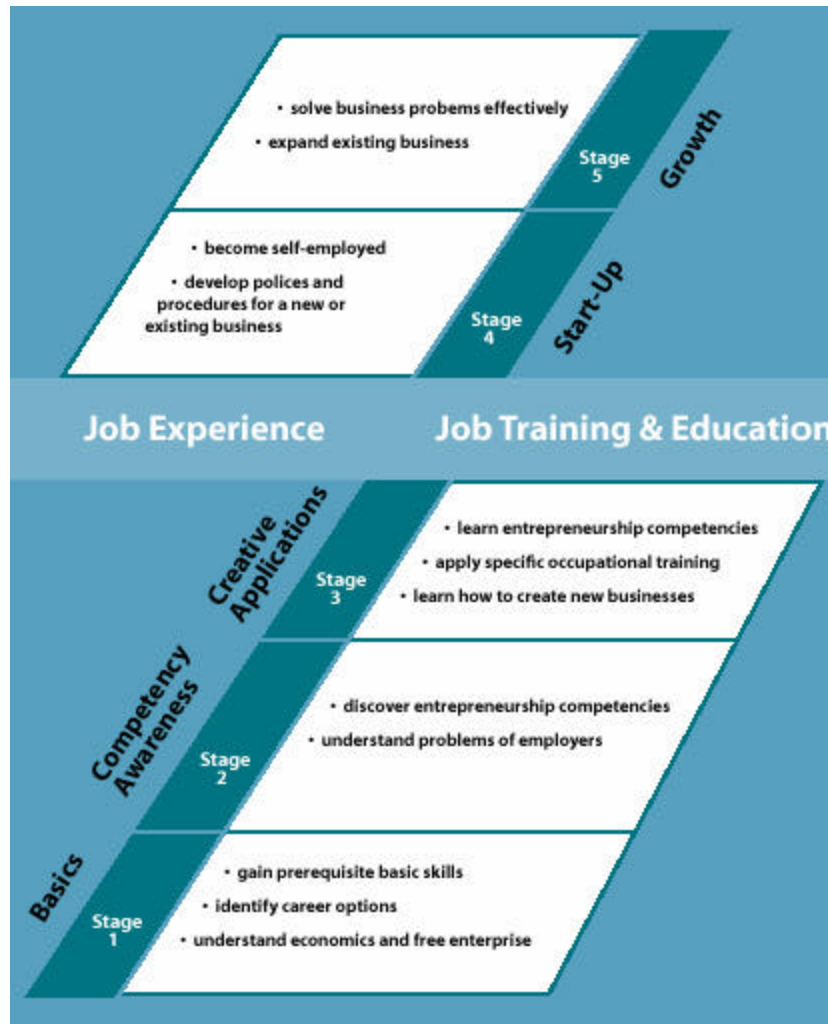 • solve business probems effectively
• expand existing business
Stage
5
Growth
• become self-employed
• develop polices and
procedures for a new or
existing business
Stage
4
Start-Up
Job Experience
Job Training & Education
Creative
Applications
Stage
3
• learn entrepreneurship competencies
• apply specific occupational training
• learn how to create new businesses
Competency
Awareness
Stage
2
• discover entrepreneurship competencies
• understand problems of employers
Basics
Stage
1
• gain prerequisite basic skills
• identify career options
• understand economics and free enterprise